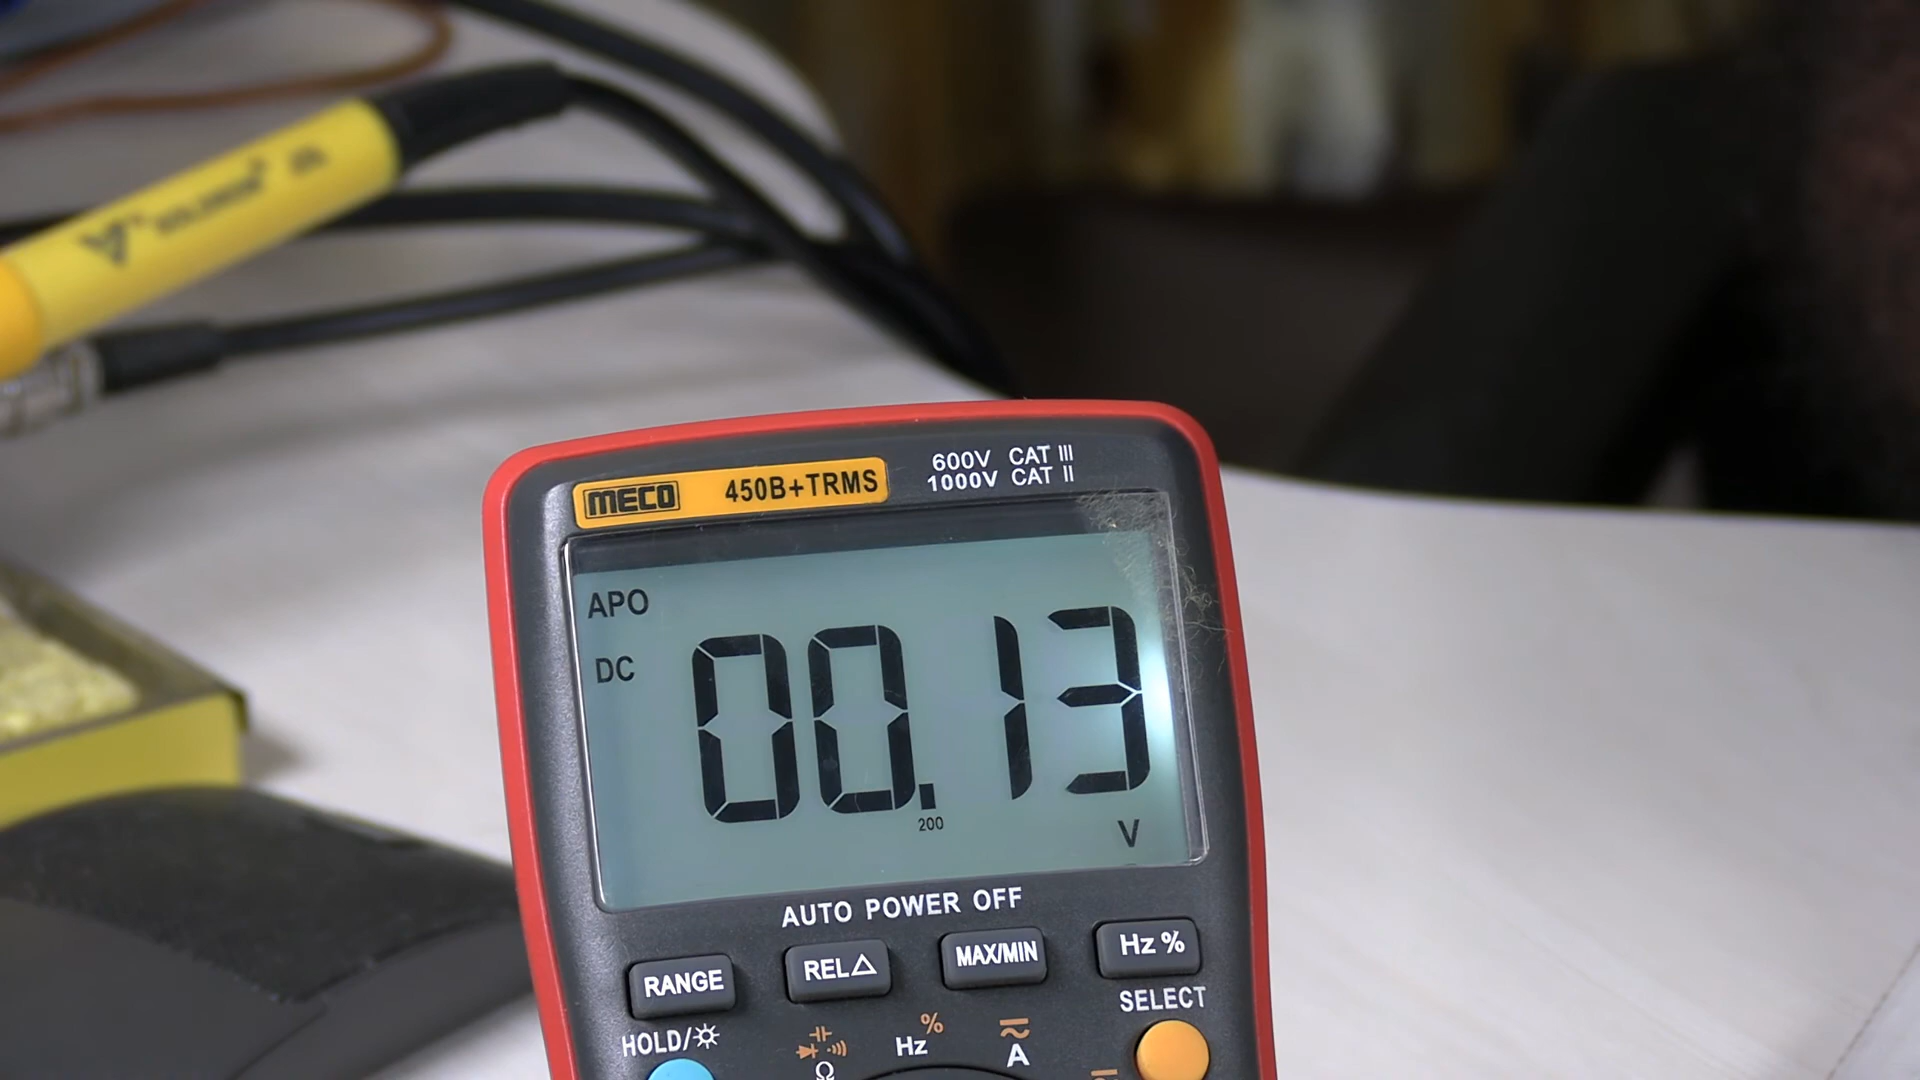 MECO 450B+TRMS
600V CAT III
1000V CAT II
APO
DC
00.13
200
V
AUTO POWER OFF
RANGE
REL△
MAX/MIN
Hz %
HOLD/
SELECT
Hz %
A
Ω